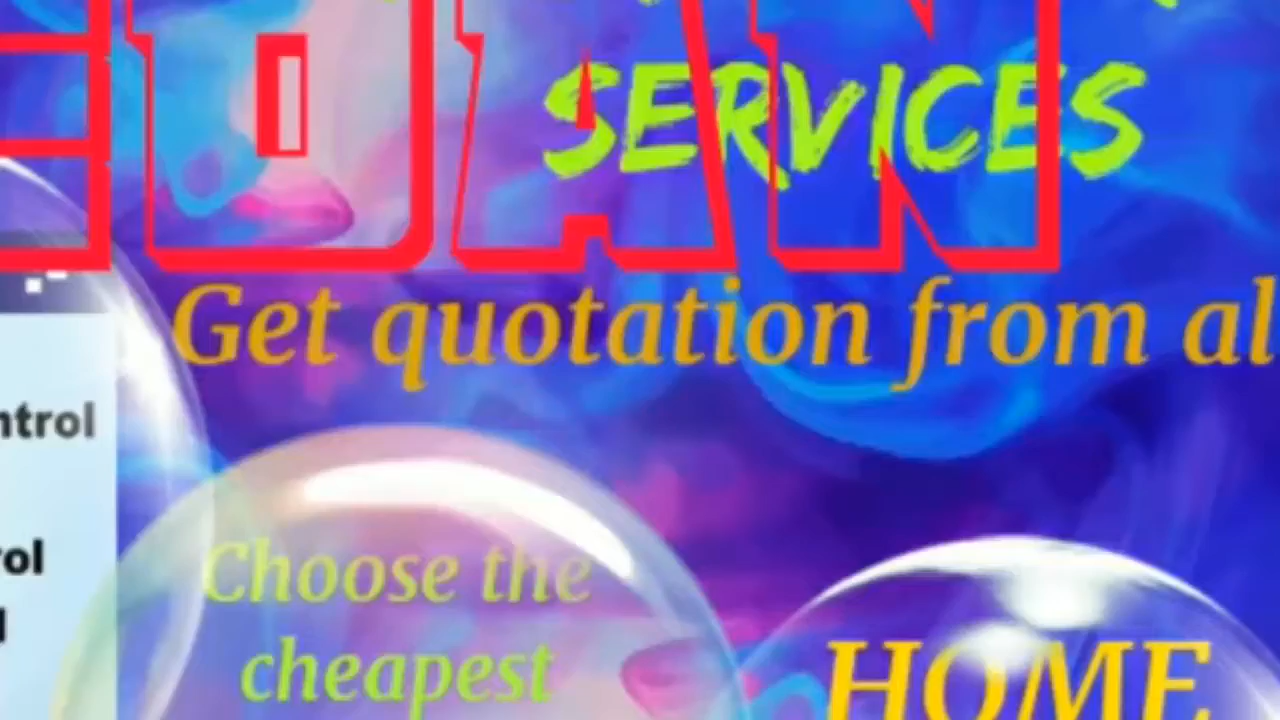 SERVICES
Get quotation from al
ntrol
rol
Choose the
cheapest
HOME